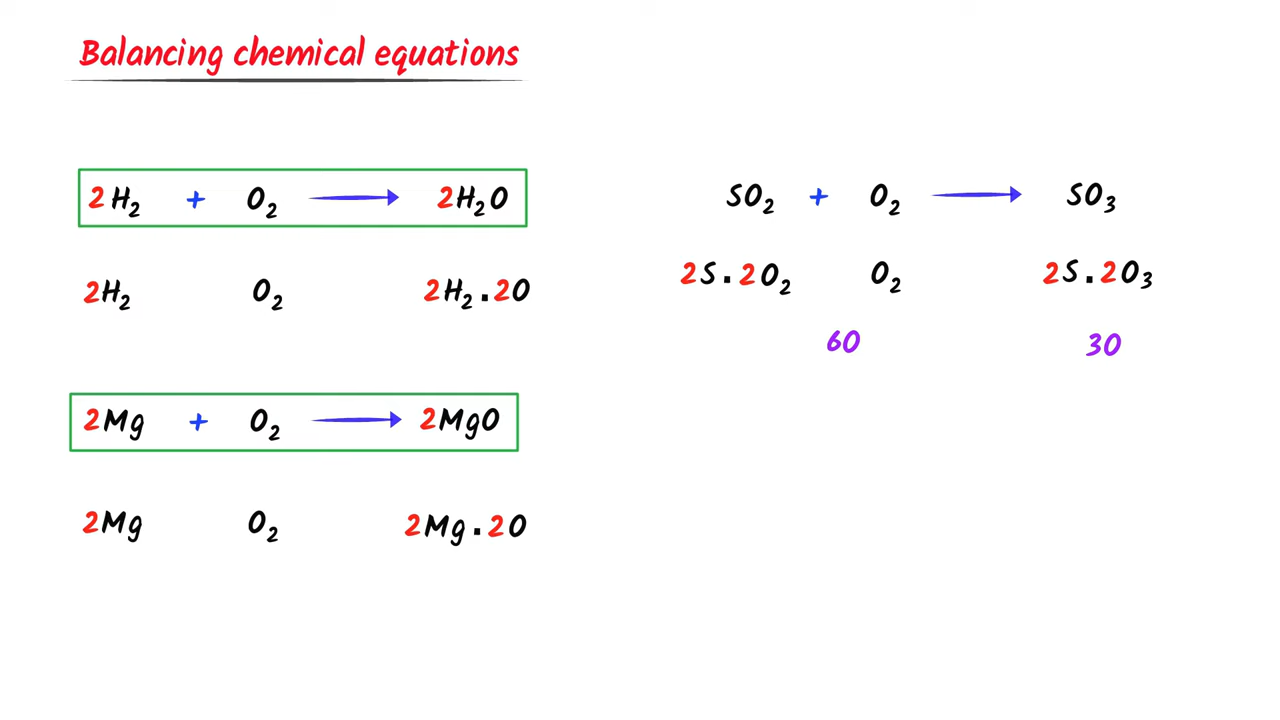 Balancing chemical equations
2H₂ + O₂ → 2H₂O
2H₂ O₂ 2H₂.2O
2Mg + O₂ → 2MgO
2Mg O₂ 2Mg.2O
SO₂ + O₂ → SO₃
2S.2O₂ O₂ 2S.2O₃
6O 3O